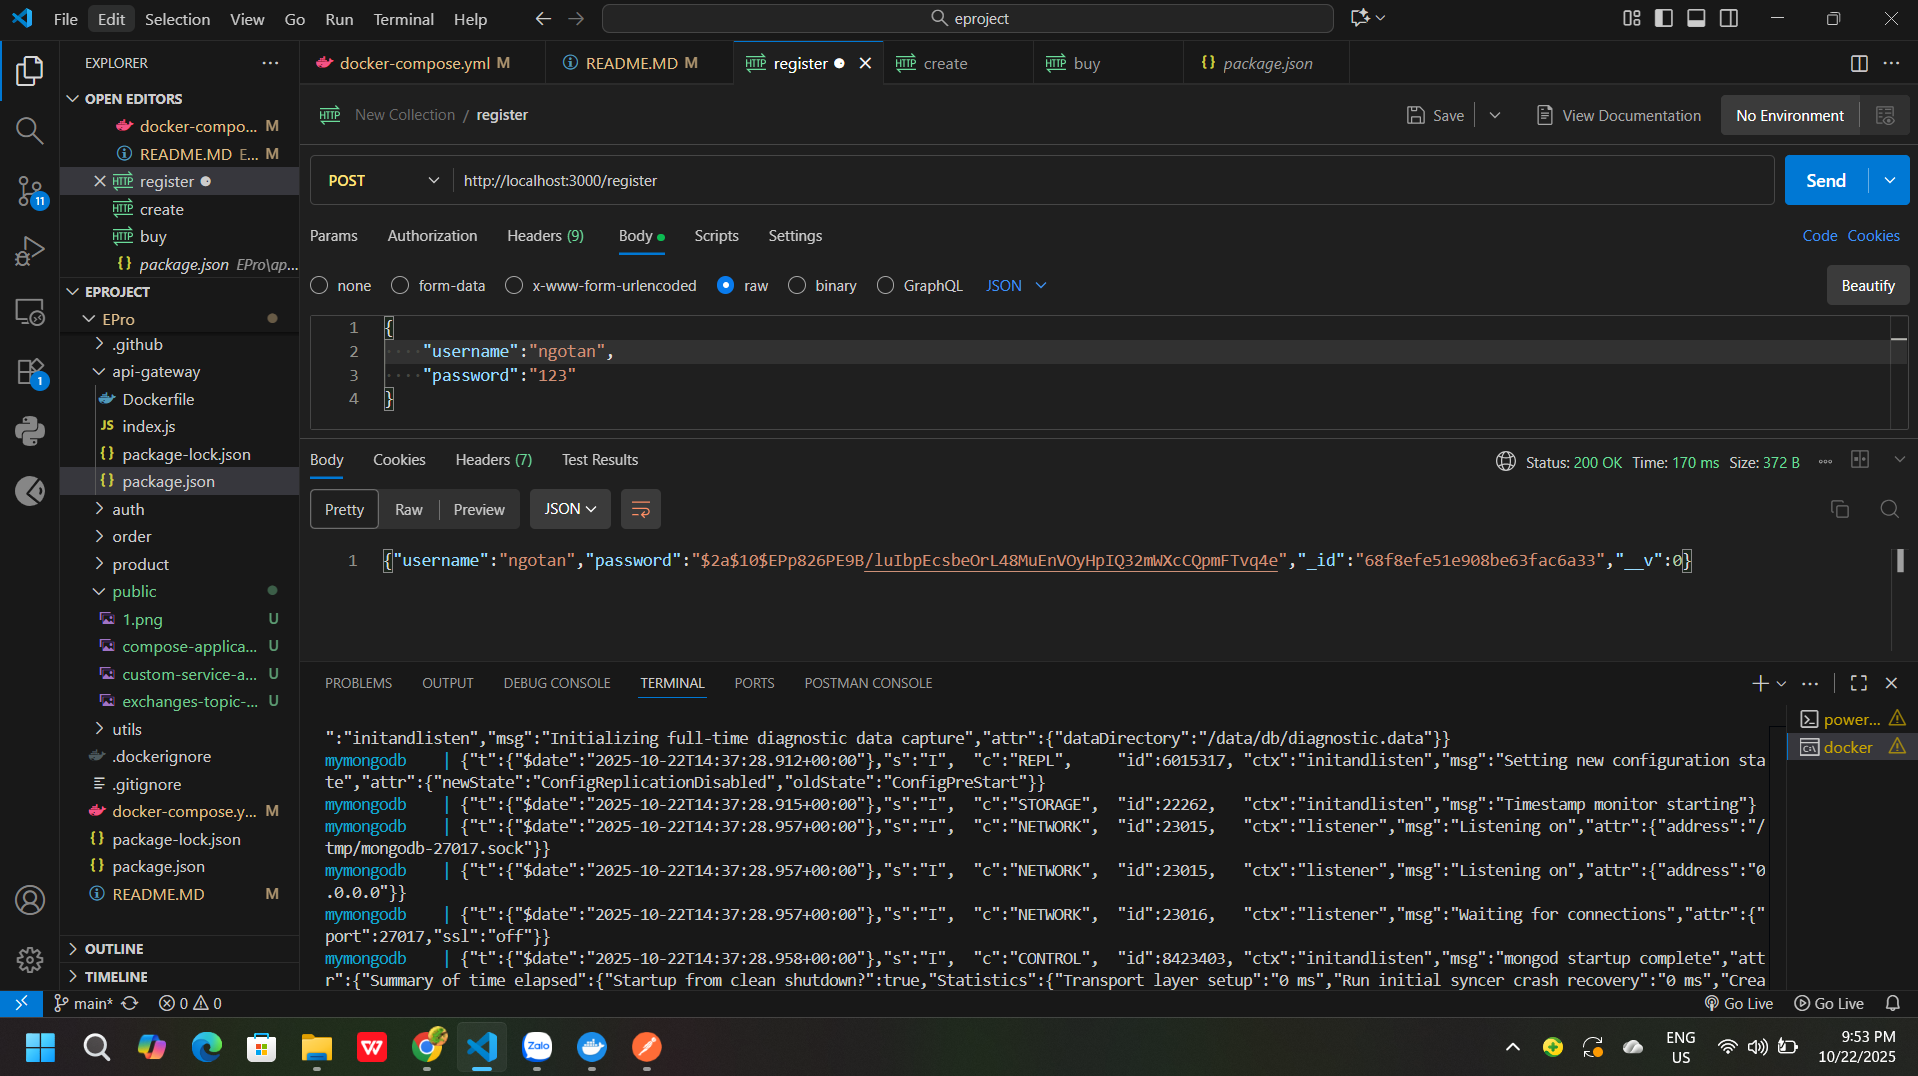 File Edit Selection View Go Run Terminal Help
eproject
EXPLORER
OPEN EDITORS
docker-compo... M
README.MD E... M
register
create
buy
package.json EPro\ap...
EPROJECT
EPro
.github
api-gateway
Dockerfile
JS index.js
package-lock.json
package.json
auth
order
product
public
1.png U
compose-applica... U
custom-service-a... U
exchanges-topic-... U
utils
.dockerignore
.gitignore
docker-compose.y... M
package-lock.json
package.json
README.MD M
OUTLINE
TIMELINE
11
1
docker-compose.yml M
README.MD M
HTTP register
HTTP create
HTTP buy
package.json
HTTP New Collection / register
Save
View Documentation
No Environment
POST http://localhost:3000/register
Send
Params Authorization Headers (9) Body Scripts Settings
Code Cookies
none form-data x-www-form-urlencoded raw binary GraphQL JSON
Beautify
1 {
2 "username":"ngotan",
3 "password":"123"
4 }
Body Cookies Headers (7) Test Results
Status: 200 OK Time: 170 ms Size: 372 B
Pretty Raw Preview JSON
1 {"username":"ngotan","password":"$2a$10$EPp826PE9B/luIbpEcsbeOrL48MuEnVOyHpIQ32mWXcCQpmFTvq4e","_id":"68f8efe51e908be63fac6a33","__v":0}
PROBLEMS OUTPUT DEBUG CONSOLE TERMINAL PORTS POSTMAN CONSOLE
power...
docker
":"initandlisten","msg":"Initializing full-time diagnostic data capture","attr":{"dataDirectory":"/data/db/diagnostic.data"}}
mymongodb | {"t":{"$date":"2025-10-22T14:37:28.912+00:00"},"s":"I", "c":"REPL", "id":6015317, "ctx":"initandlisten","msg":"Setting new configuration sta
te","attr":{"newState":"ConfigReplicationDisabled","oldState":"ConfigPreStart"}}
mymongodb | {"t":{"$date":"2025-10-22T14:37:28.915+00:00"},"s":"I", "c":"STORAGE", "id":22262, "ctx":"initandlisten","msg":"Timestamp monitor starting"}
mymongodb | {"t":{"$date":"2025-10-22T14:37:28.957+00:00"},"s":"I", "c":"NETWORK", "id":23015, "ctx":"listener","msg":"Listening on","attr":{"address":"/
tmp/mongodb-27017.sock"}}
mymongodb | {"t":{"$date":"2025-10-22T14:37:28.957+00:00"},"s":"I", "c":"NETWORK", "id":23015, "ctx":"listener","msg":"Listening on","attr":{"address":"0
.0.0.0"}}
mymongodb | {"t":{"$date":"2025-10-22T14:37:28.957+00:00"},"s":"I", "c":"NETWORK", "id":23016, "ctx":"listener","msg":"Waiting for connections","attr":{"
port":27017,"ssl":"off"}}
mymongodb | {"t":{"$date":"2025-10-22T14:37:28.958+00:00"},"s":"I", "c":"CONTROL", "id":8423403, "ctx":"initandlisten","msg":"mongod startup complete","att
r":{"Summary of time elapsed":{"Startup from clean shutdown?":true,"Statistics":{"Transport layer setup":"0 ms","Run initial syncer crash recovery":"0 ms","Crea
main* 0 0
Go Live Go Live
Zalo
ENG
US
9:53 PM
10/22/2025